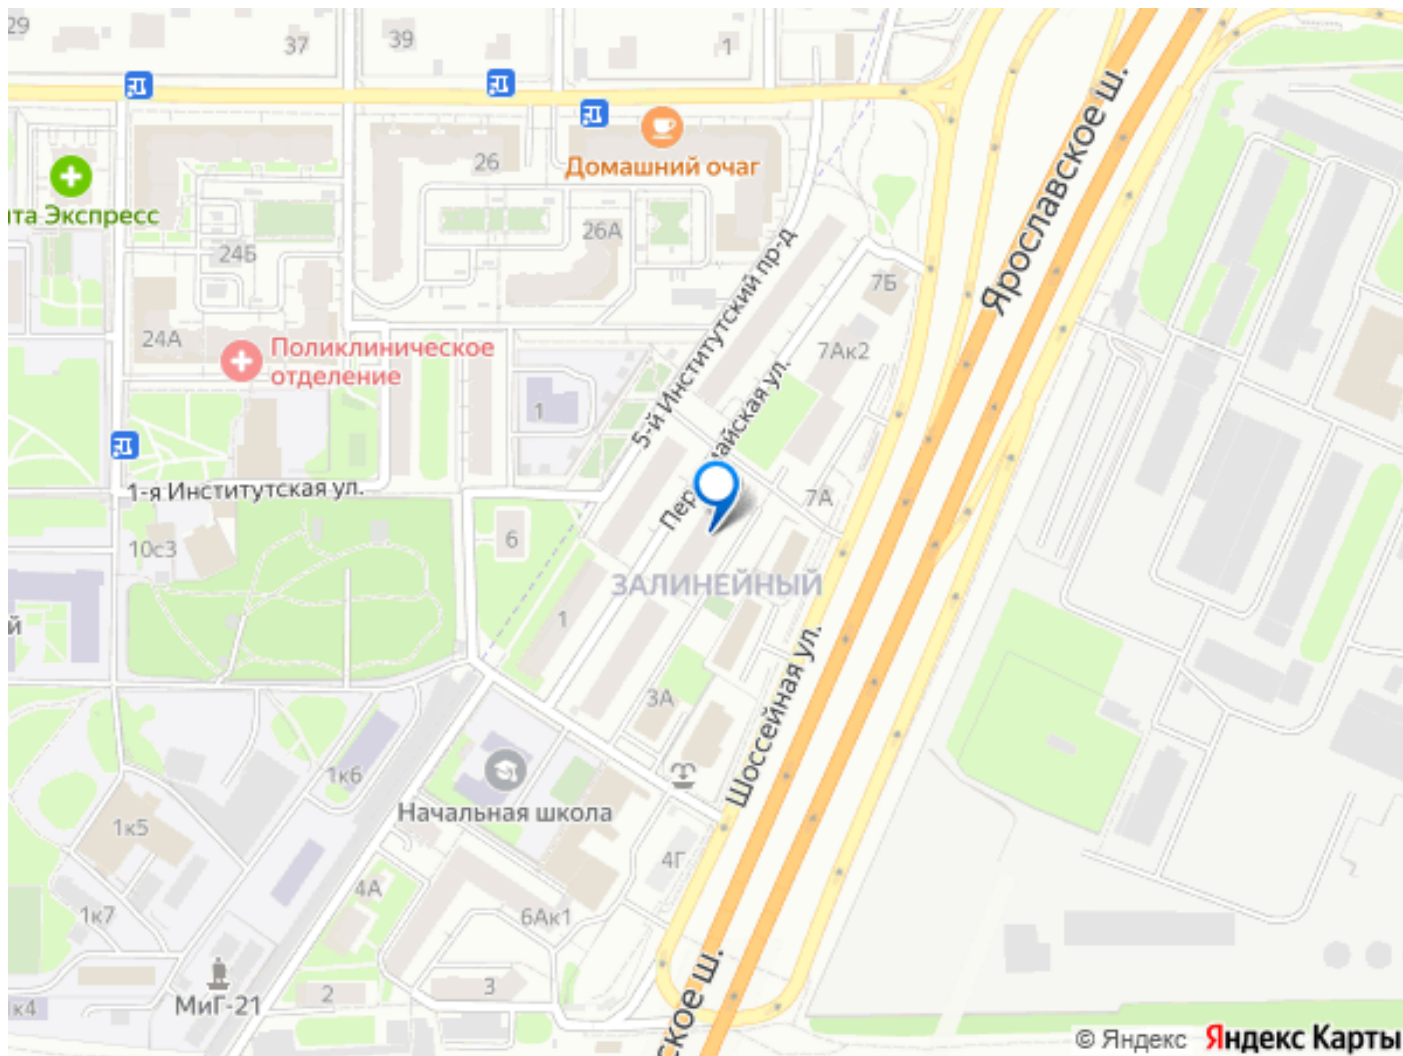 29
37
39
1
26
Домашний очаг
та Экспресс
24Б
26А
24А
Поликлиническое
отделение
7Б
7Ак2
5-й Институтский пр-д
Ярославское ш.
1
1-я Институтская ул.
7А
10с3
6
ЗАЛИНЕЙНЫЙ
й
1
3А
Шоссейная ул.
1к6
Начальная школа
1к5
4Г
4А
1к7
6Ак1
МиГ-21
к4
2
3
ское ш.
© Яндекс Яндекс Карты